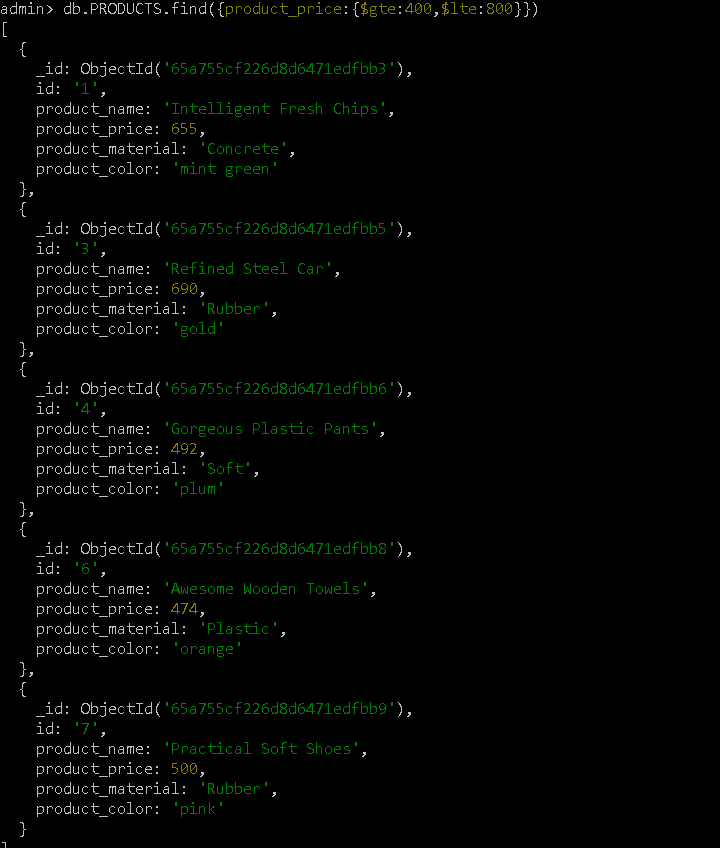 admin> db.PRODUCTS.find({product_price:{$gte:400,$lte:800}})
[
  {
    _id: ObjectId('65a755cf226d8d6471edfbb3'),
    id: '1',
    product_name: 'Intelligent Fresh Chips',
    product_price: 655,
    product_material: 'Concrete',
    product_color: 'mint green'
  },
  {
    _id: ObjectId('65a755cf226d8d6471edfbb5'),
    id: '3',
    product_name: 'Refined Steel Car',
    product_price: 690,
    product_material: 'Rubber',
    product_color: 'gold'
  },
  {
    _id: ObjectId('65a755cf226d8d6471edfbb6'),
    id: '4',
    product_name: 'Gorgeous Plastic Pants',
    product_price: 492,
    product_material: 'Soft',
    product_color: 'plum'
  },
  {
    _id: ObjectId('65a755cf226d8d6471edfbb8'),
    id: '6',
    product_name: 'Awesome Wooden Towels',
    product_price: 474,
    product_material: 'Plastic',
    product_color: 'orange'
  },
  {
    _id: ObjectId('65a755cf226d8d6471edfbb9'),
    id: '7',
    product_name: 'Practical Soft Shoes',
    product_price: 500,
    product_material: 'Rubber',
    product_color: 'pink'
  }
]